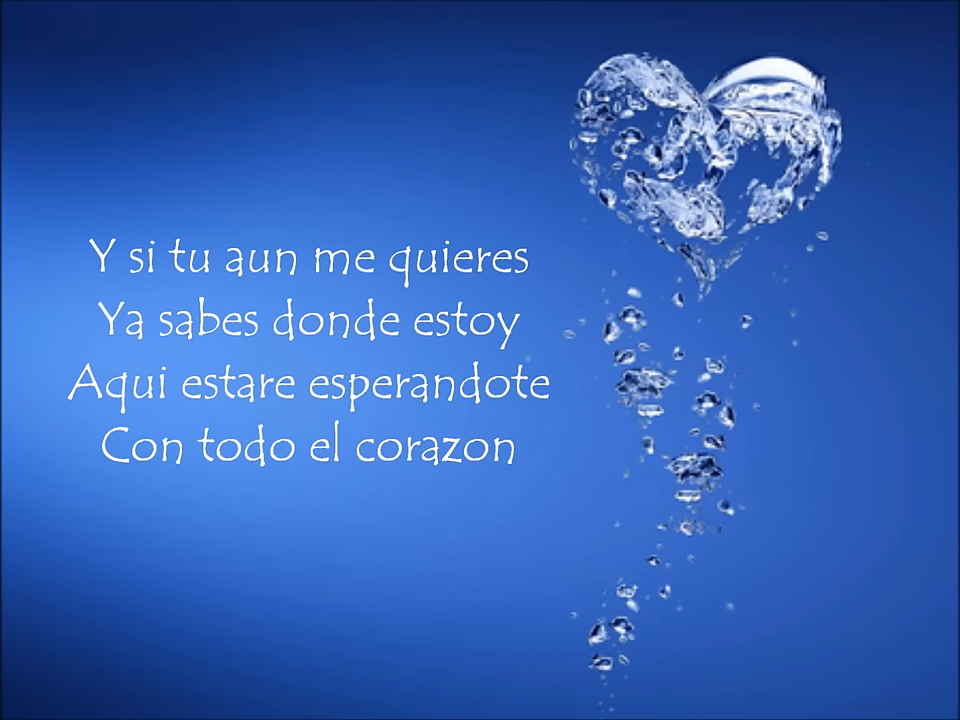 Y si tu aun me quieres
Ya sabes donde estoy
Aqui estare esperandote
Con todo el corazon